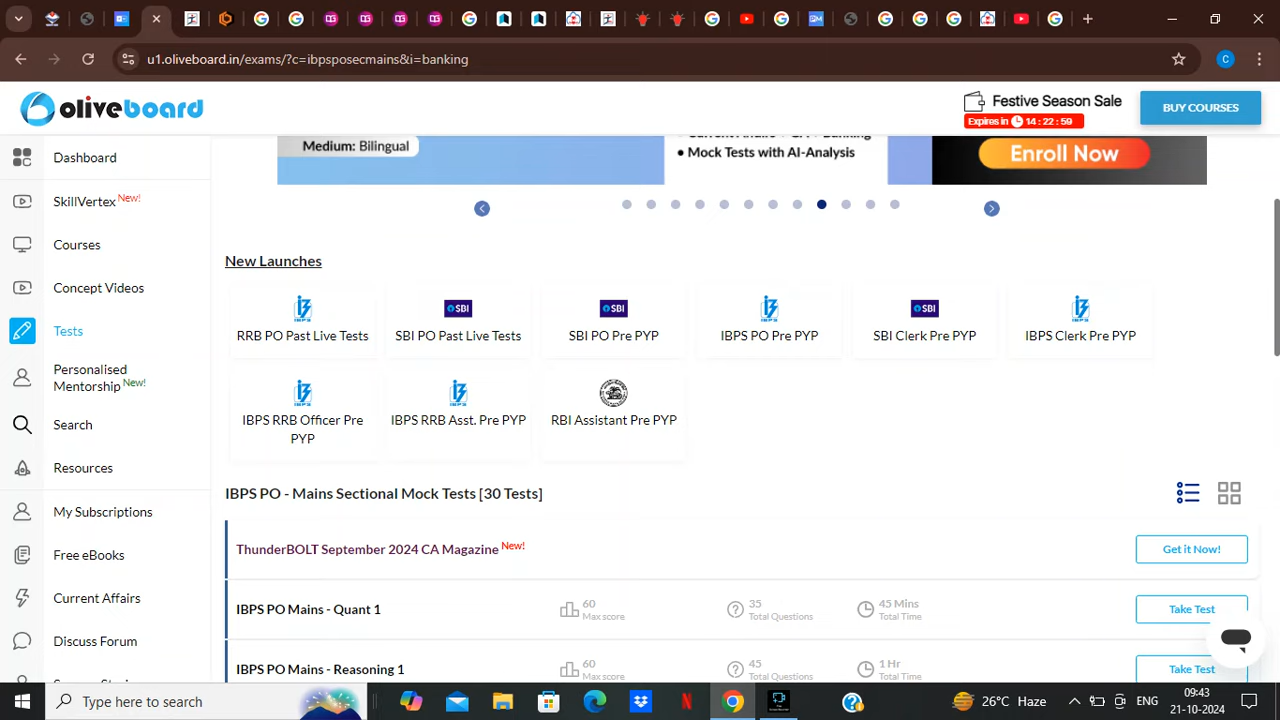 u1.oliveboard.in/exams/?c=ibpsposecmains&i=banking
C
oliveboard
Festive Season Sale
Expires in 14 : 22 : 59
BUY COURSES
Medium: Bilingual
• Mock Tests with AI-Analysis
Enroll Now
Dashboard
SkillVertex New!
Courses
Concept Videos
Tests
Personalised
Mentorship New!
Search
Resources
My Subscriptions
Free eBooks
Current Affairs
Discuss Forum
New Launches
RRB PO Past Live Tests
SBI PO Past Live Tests
SBI PO Pre PYP
IBPS PO Pre PYP
SBI Clerk Pre PYP
IBPS Clerk Pre PYP
IBPS RRB Officer Pre
PYP
IBPS RRB Asst. Pre PYP
RBI Assistant Pre PYP
IBPS PO - Mains Sectional Mock Tests [30 Tests]
ThunderBOLT September 2024 CA Magazine New!
Get it Now!
IBPS PO Mains - Quant 1
60
Max score
35
Total Questions
45 Mins
Total Time
Take Test
IBPS PO Mains - Reasoning 1
60
Max score
45
Total Questions
1 Hr
Total Time
Take Test
Type here to search
26°C Haze
ENG
09:43
21-10-2024